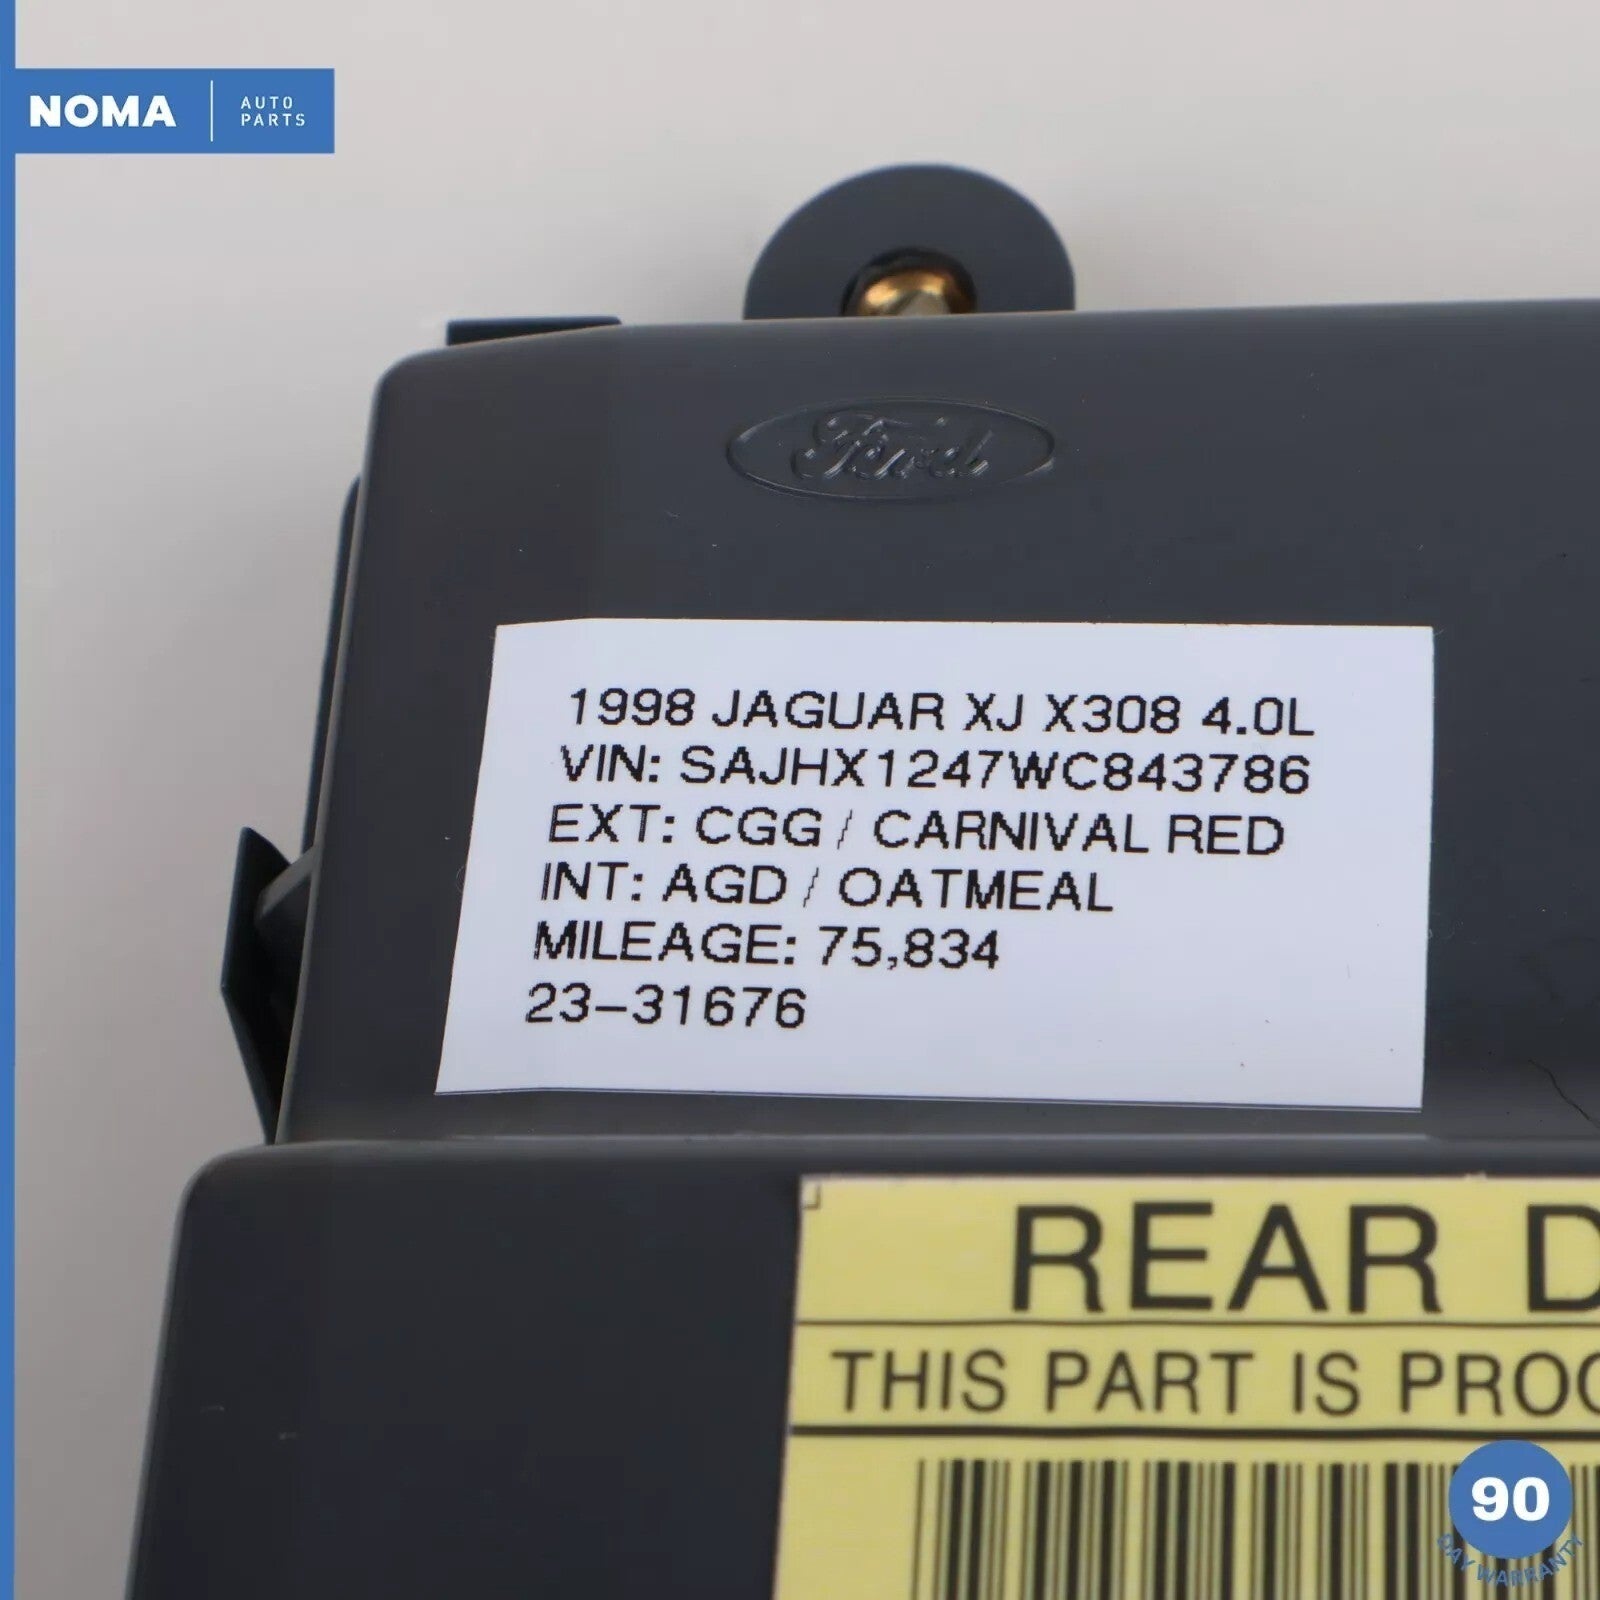 NOMA
AUTO
PARTS
Ford
1998 JAGUAR XJ X308 4.0L
VIN: SAJHX1247WC843786
EXT: CGG / CARNIVAL RED
INT: AGD / OATMEAL
MILEAGE: 75,834
23-31676
REAR D
THIS PART IS PROC
90
DAY WARRANTY